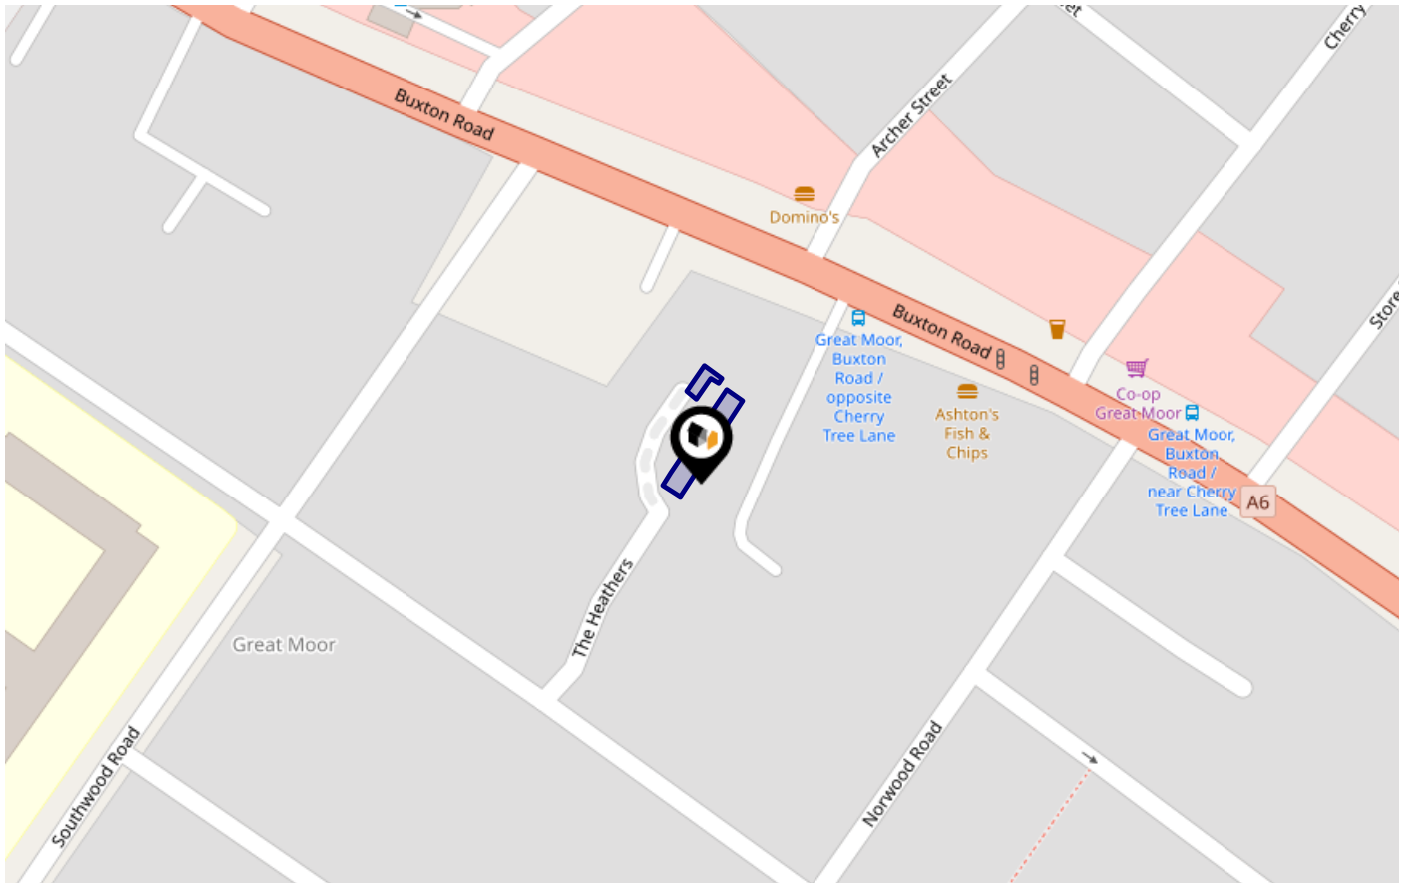 Cherry
Buxton Road
Archer Street
Domino's
Store
Buxton Road
Great Moor,
Buxton
Road /
opposite
Cherry
Tree Lane
Ashton's
Fish &
Chips
Co-op
Great Moor
Great Moor,
Buxton
Road /
near Cherry
Tree Lane
A6
The Heathers
Great Moor
Southwood Road
Norwood Road